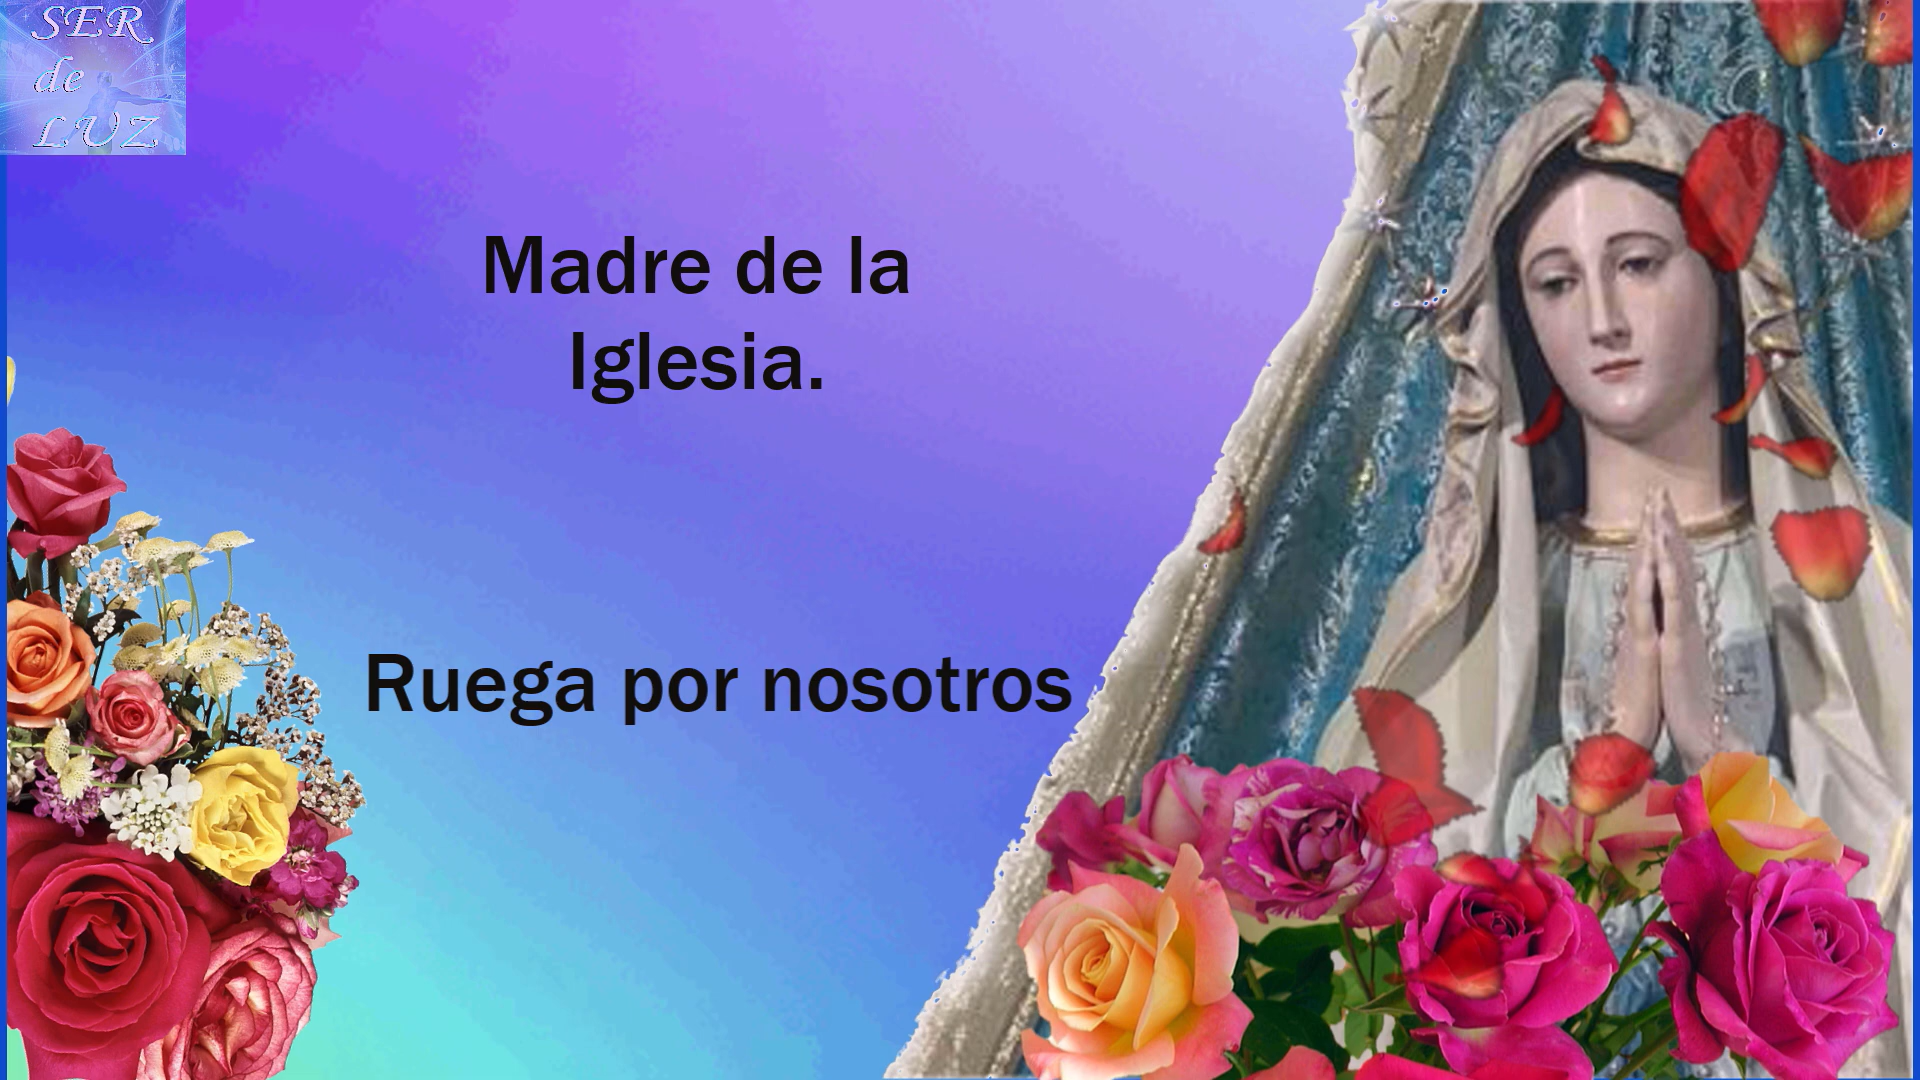 SER
de
LUZ
Madre de la
Iglesia.
Ruega por nosotros